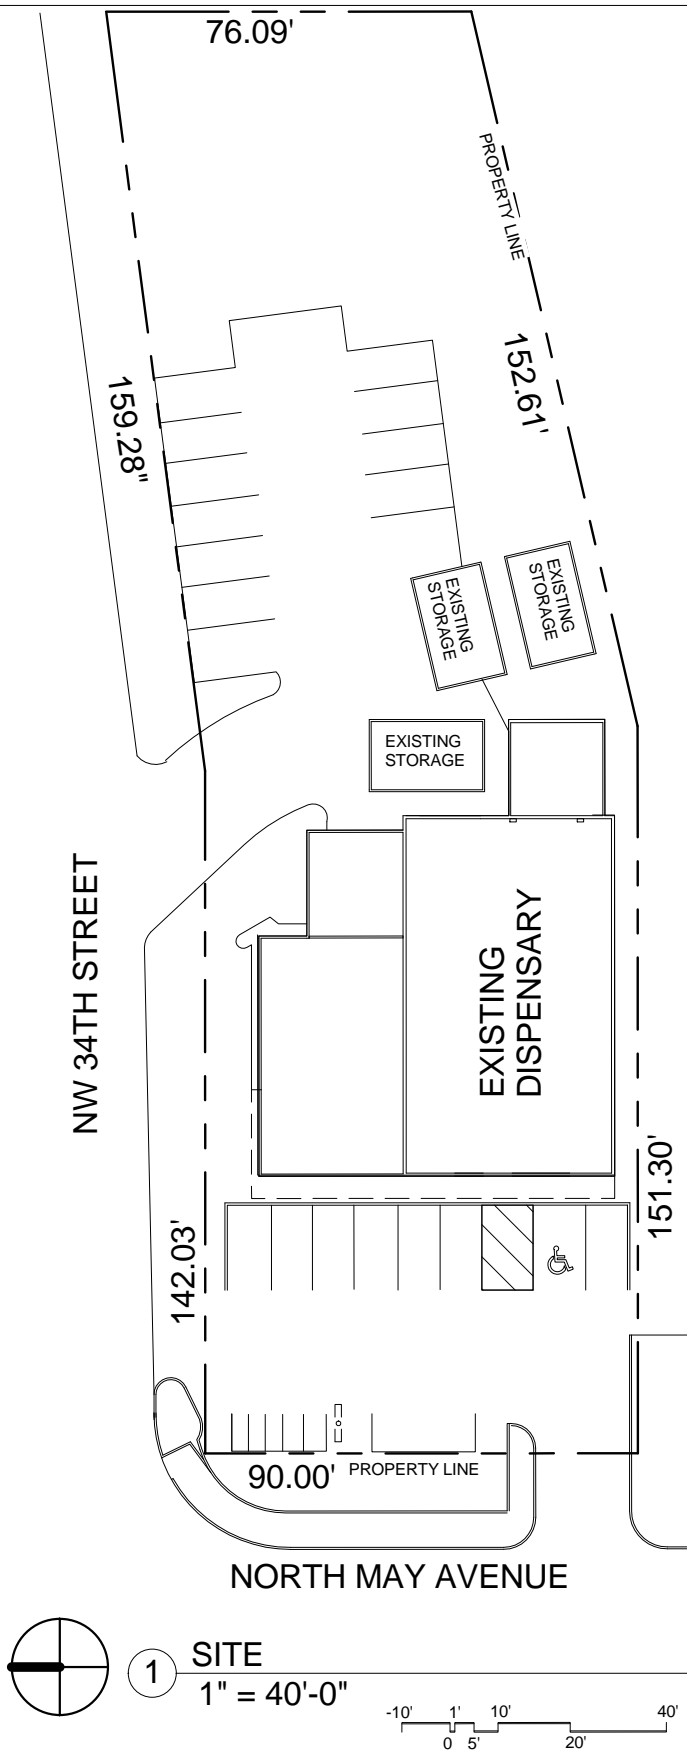 76.09'
PROPERTY LINE
152.61'
159.28"
EXISTING
STORAGE
EXISTING
STORAGE
EXISTING
STORAGE
NW 34TH STREET
EXISTING
DISPENSARY
151.30'
142.03'
90.00'
PROPERTY LINE
NORTH MAY AVENUE
1
SITE
1" = 40'-0"
-10'
1'
10'
40'
0
5'
20'